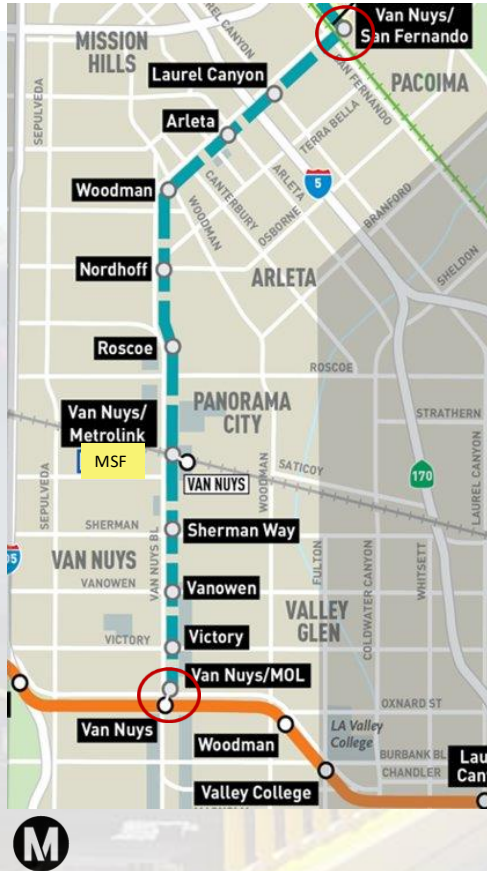 Van Nuys/
San Fernando
MISSION
HILLS
LAUREL CANYON
SAN FERNANDO
SEPULVEDA
Laurel Canyon
PACOIMA
Arleta
TERRA BELLA
5
Woodman
CANTERBURY
ARLETA
WOODMAN
OSBORNE
BRANFORD
SHELDON
Nordhoff
ARLETA
Roscoe
ROSCOE
PANORAMA
CITY
Van Nuys/
Metrolink
STRATHERN
MSF
VAN NUYS
SATICOY
WOODMAN
170
LAUREL CANYON
SEPULVEDA
SHERMAN
Sherman Way
VAN NUYS BL
VAN NUYS
VANOWEN
Vanowen
FULTON
COLDWATER CANYON
WHITSETT
VALLEY
GLEN
VICTORY
Victory
Van Nuys/MOL
OXNARD ST
Van Nuys
Woodman
LA Valley
College
BURBANK BL
CHANDLER
Valley College
M